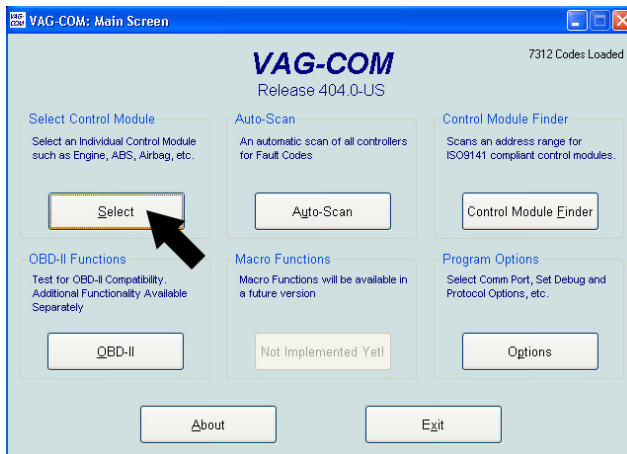 VAG-COM: Main Screen
VAG-COM
Release 404.0-US
7312 Codes Loaded
Select Control Module
Select an Individual Control Module
such as Engine, ABS, Airbag, etc.
Select
Auto-Scan
An automatic scan of all controllers
for Fault Codes
Auto-Scan
Control Module Finder
Scans an address range for
ISO9141 compliant control modules.
Control Module Finder
OBD-II Functions
Test for OBD-II Compatibility.
Additional Functionality Available
Separately
OBD-II
Macro Functions
Macro Functions will be available in
a future version
Not Implemented Yet!
Program Options
Select Comm Port, Set Debug and
Protocol Options, etc.
Options
About
Exit